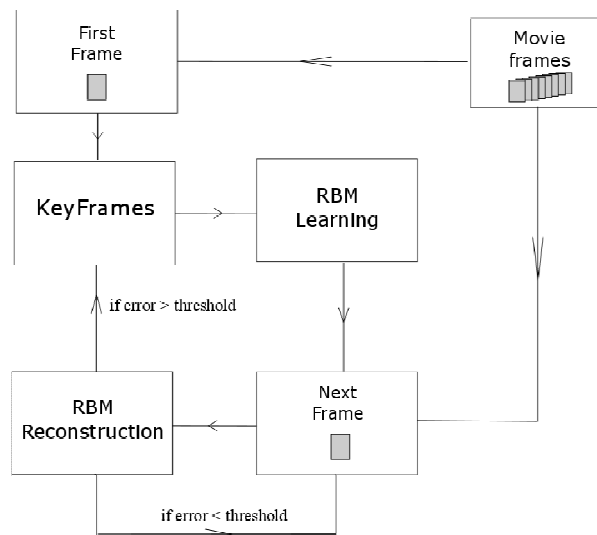 First
Frame
Movie
frames
KeyFrames
RBM
Learning
if error > threshold
RBM
Reconstruction
Next
Frame
if error < threshold